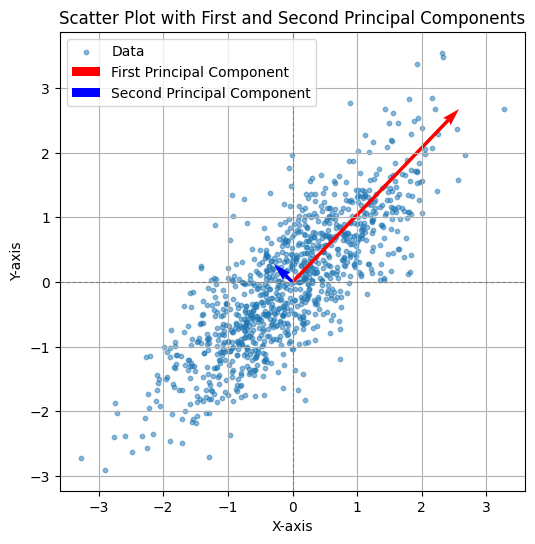 Scatter Plot with First and Second Principal Components
Data
First Principal Component
Second Principal Component
3
2
1
0
−1
−2
−3
Y-axis
−3
−2
−1
0
1
2
3
X-axis